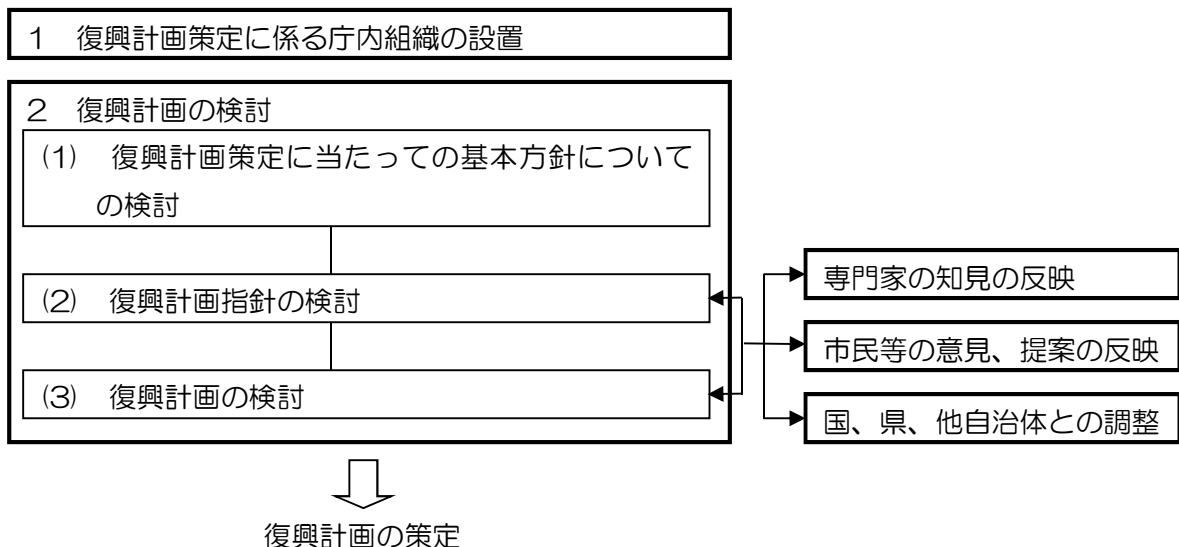 １　復興計画策定に係る庁内組織の設置
２　復興計画の検討
⑴　復興計画策定に当たっての基本方針について
の検討
⑵　復興計画指針の検討
⑶　復興計画の検討
専門家の知見の反映
市民等の意見、提案の反映
国、県、他自治体との調整
復興計画の策定